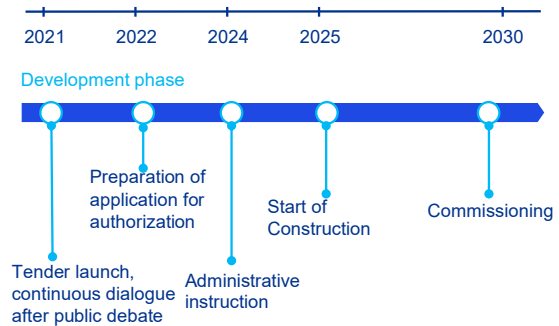 2021 2022 2024 2025 2030
Development phase
Preparation of
application for
authorization
Start of
Construction
Commissioning
Tender launch,
continuous dialogue
after public debate
Administrative
instruction